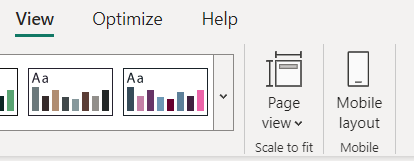 View Optimize Help
Aa Aa
Page view
Mobile layout
Scale to fit Mobile